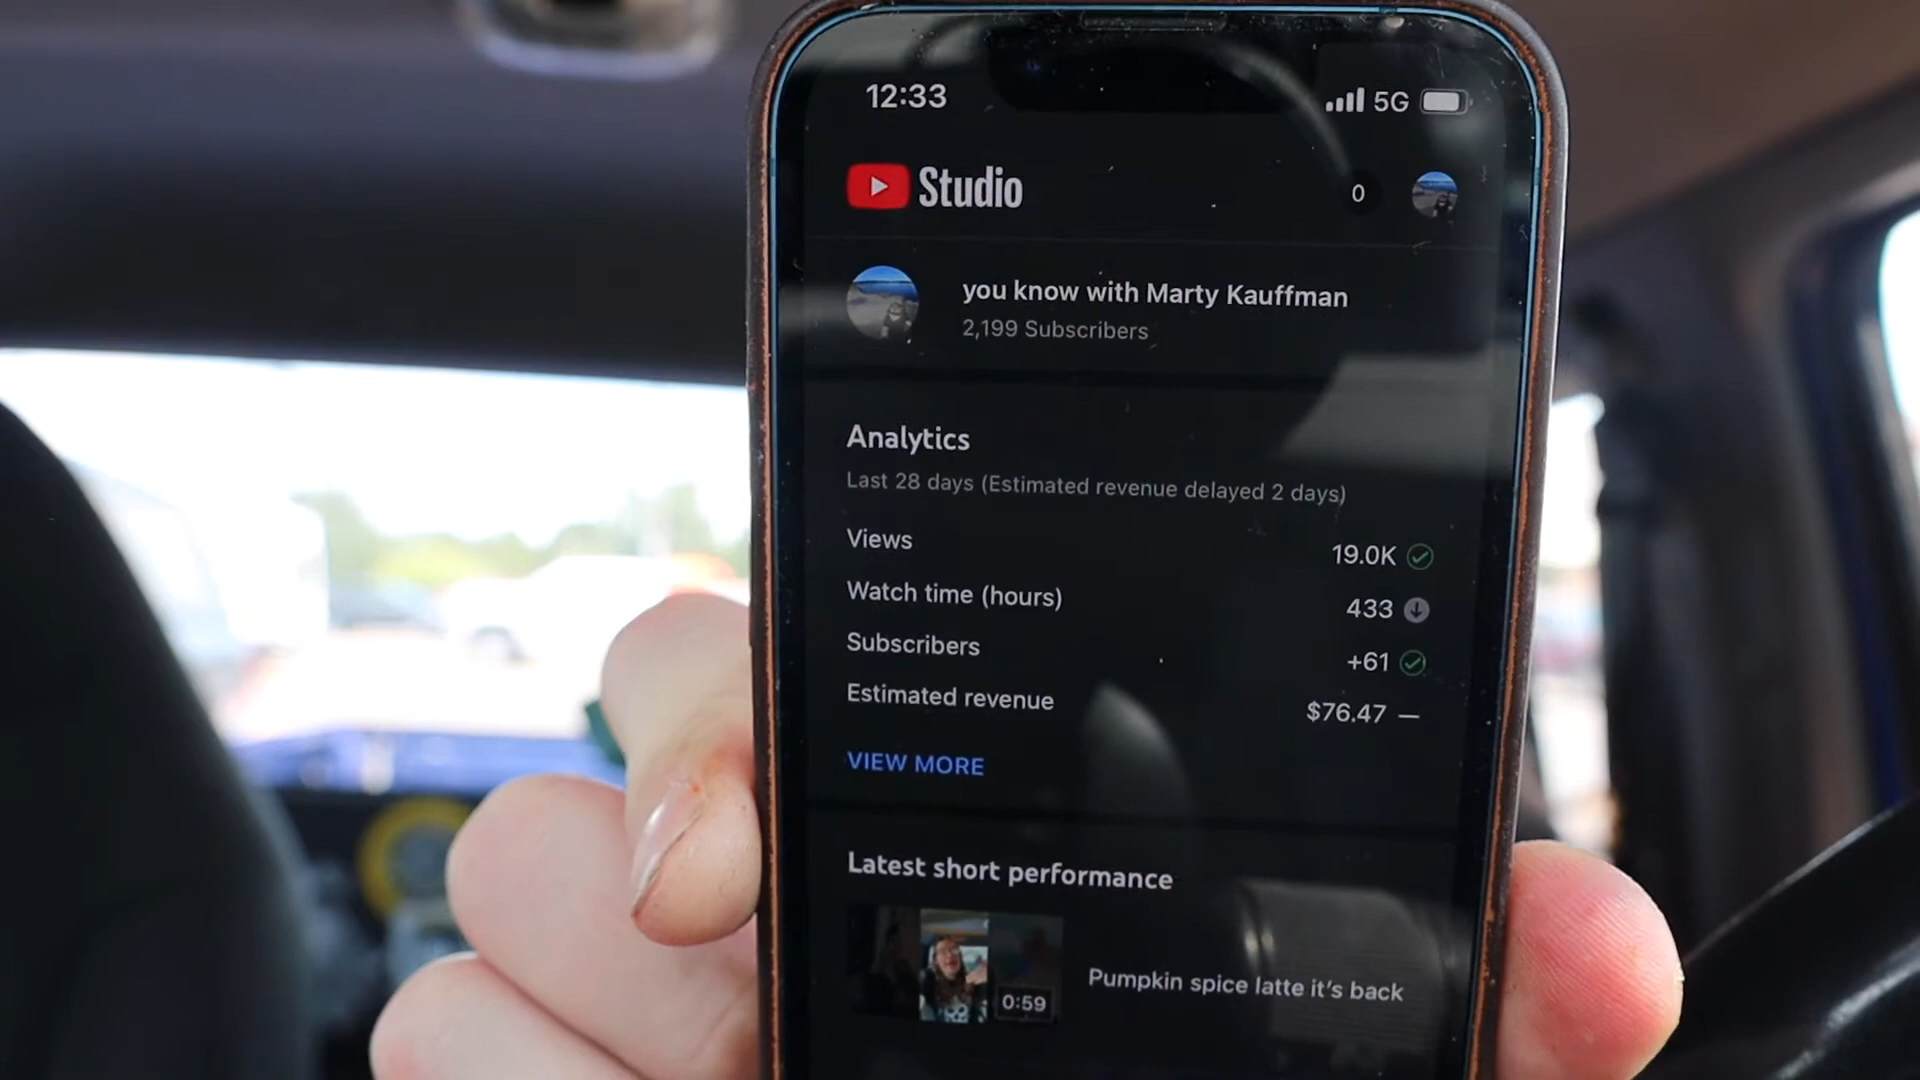 12:33
5G
Studio
0
you know with Marty Kauffman
2,199 Subscribers
Analytics
Last 28 days (Estimated revenue delayed 2 days)
Views
19.0K
Watch time (hours)
433
Subscribers
+61
Estimated revenue
$76.47 —
VIEW MORE
Latest short performance
0:59
Pumpkin spice latte it's back